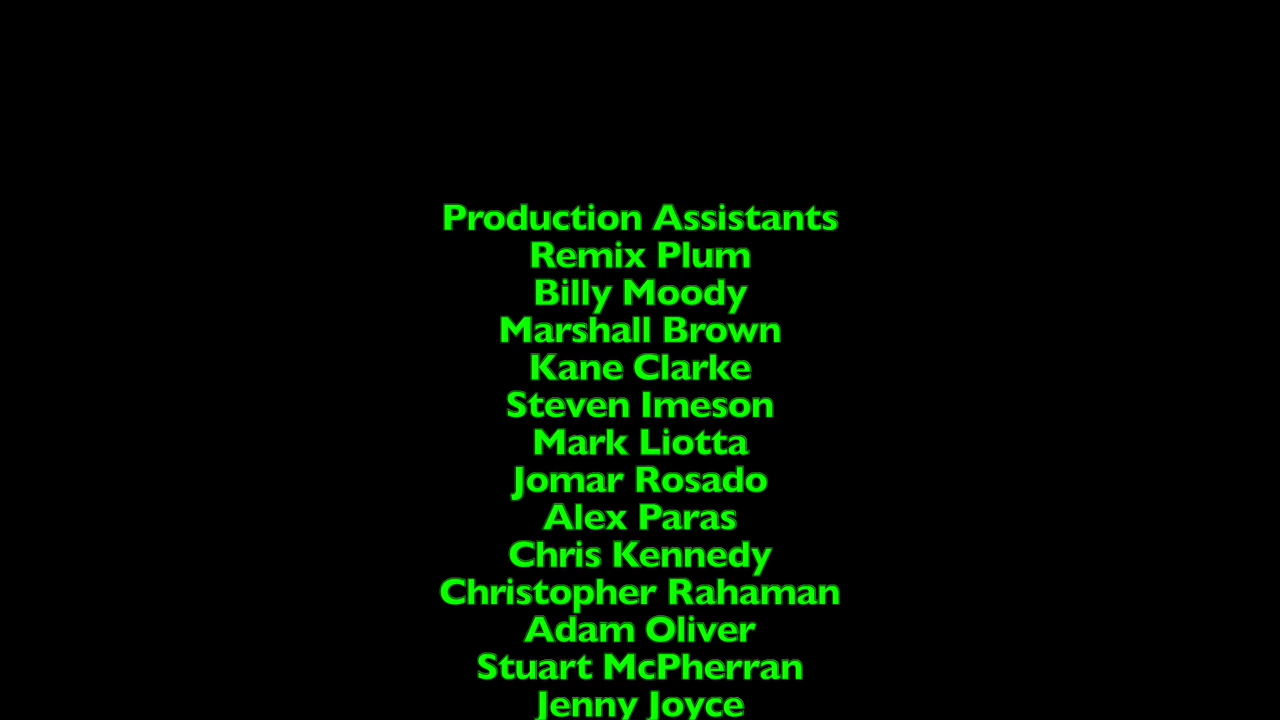 Production Assistants
Remix Plum
Billy Moody
Marshall Brown
Kane Clarke
Steven Imeson
Mark Liotta
Jomar Rosado
Alex Paras
Chris Kennedy
Christopher Rahaman
Adam Oliver
Stuart McPherran
Jenny Joyce